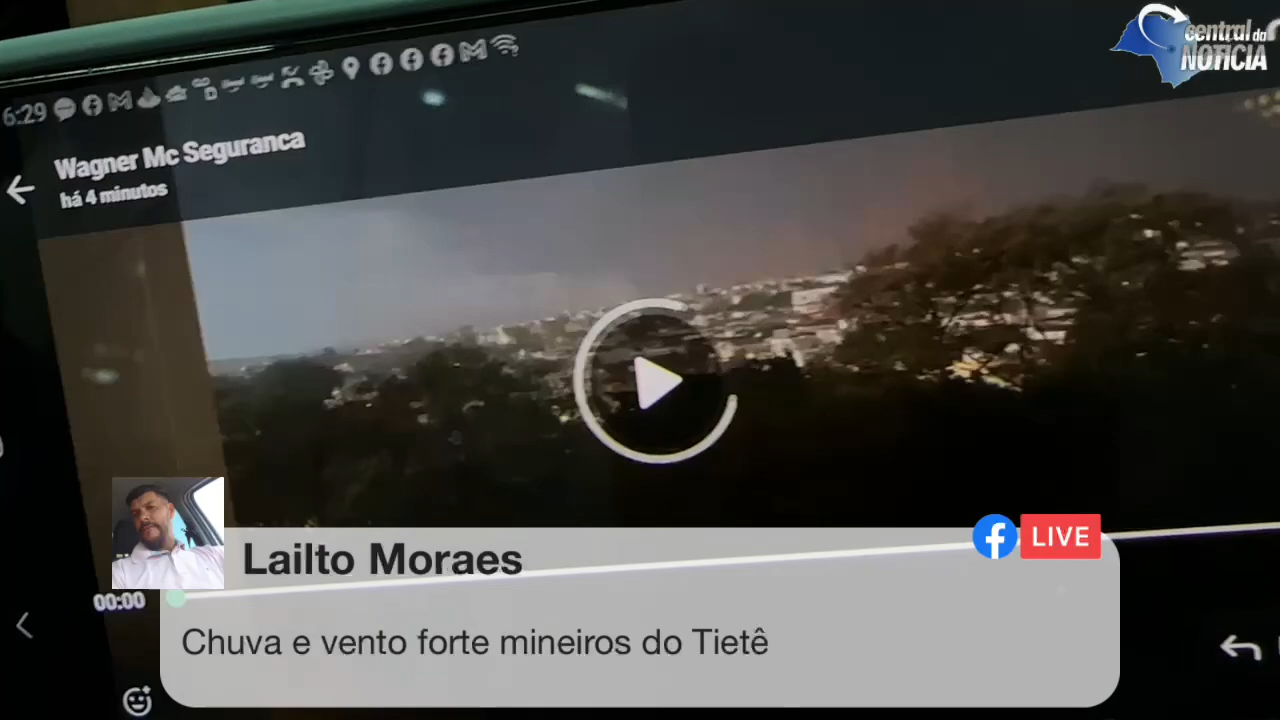 central da
NOTÍCIA
6:29
Wagner Mc Seguranca
há 4 minutos
LIVE
Lailto Moraes
00:00
Chuva e vento forte mineiros do Tietê